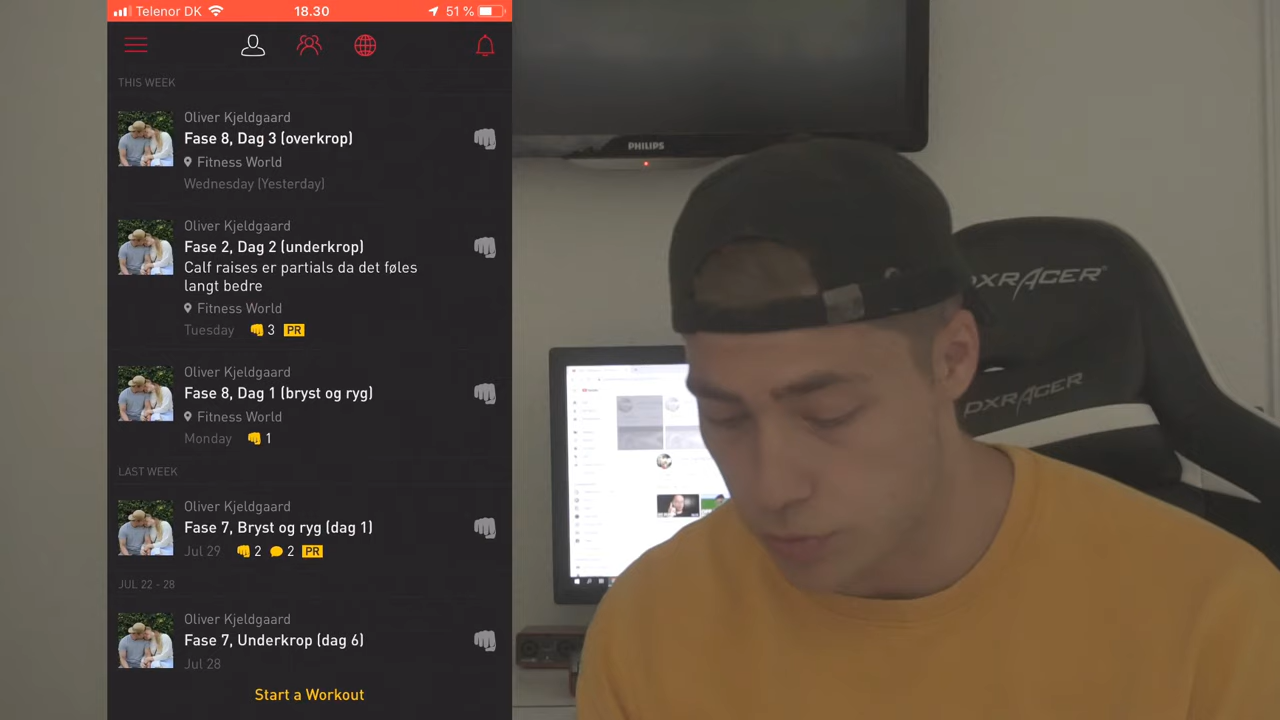 Telenor DK
18.30
51 %
THIS WEEK
Oliver Kjeldgaard
Fase 8, Dag 3 (overkrop)
Fitness World
Wednesday (Yesterday)
Oliver Kjeldgaard
Fase 2, Dag 2 (underkrop)
Calf raises er partials da det føles
langt bedre
Fitness World
Tuesday 3 PR
Oliver Kjeldgaard
Fase 8, Dag 1 (bryst og ryg)
Fitness World
Monday 1
LAST WEEK
Oliver Kjeldgaard
Fase 7, Bryst og ryg (dag 1)
Jul 29 2 2 PR
JUL 22 - 28
Oliver Kjeldgaard
Fase 7, Underkrop (dag 6)
Jul 28
Start a Workout
PHILIPS
DXRACER
DXRACER